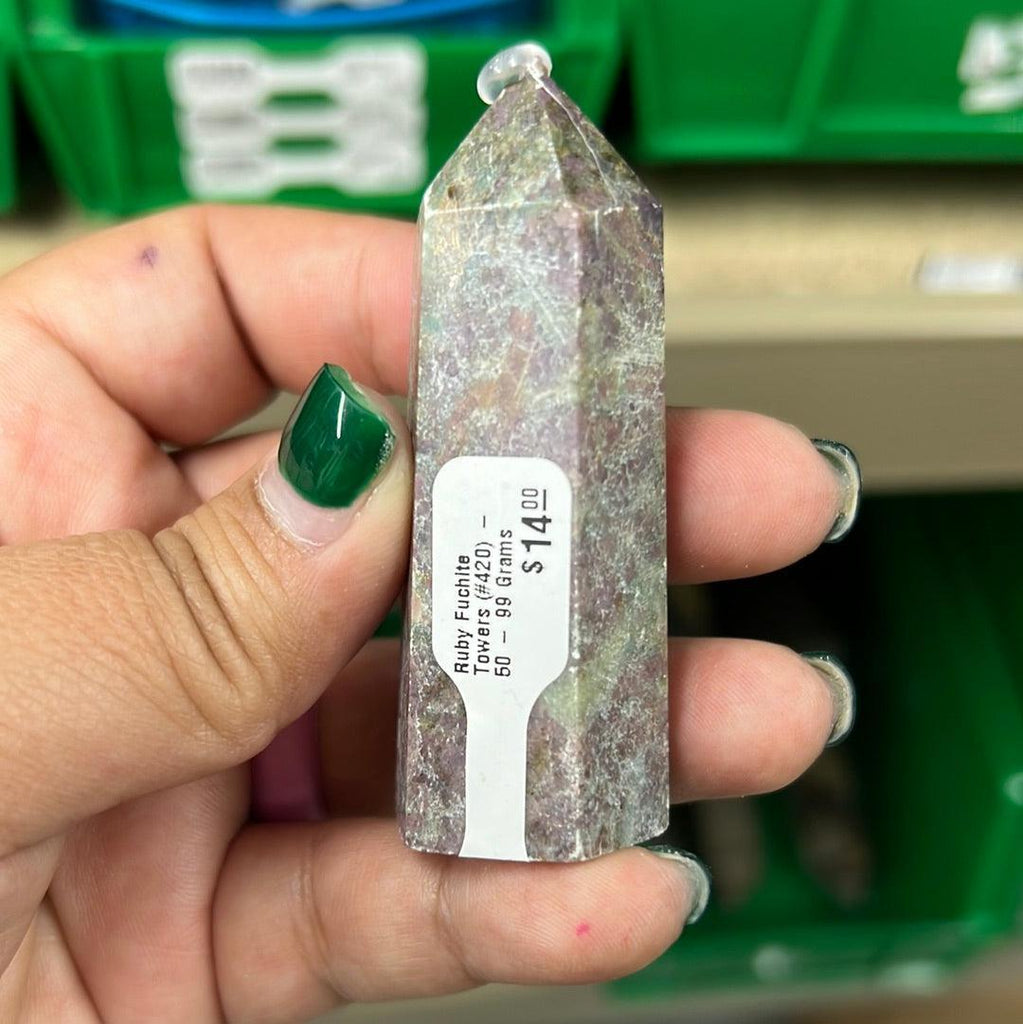 Ruby Fuchite
Towers (#420) –
50 – 99 Grams
$14.00